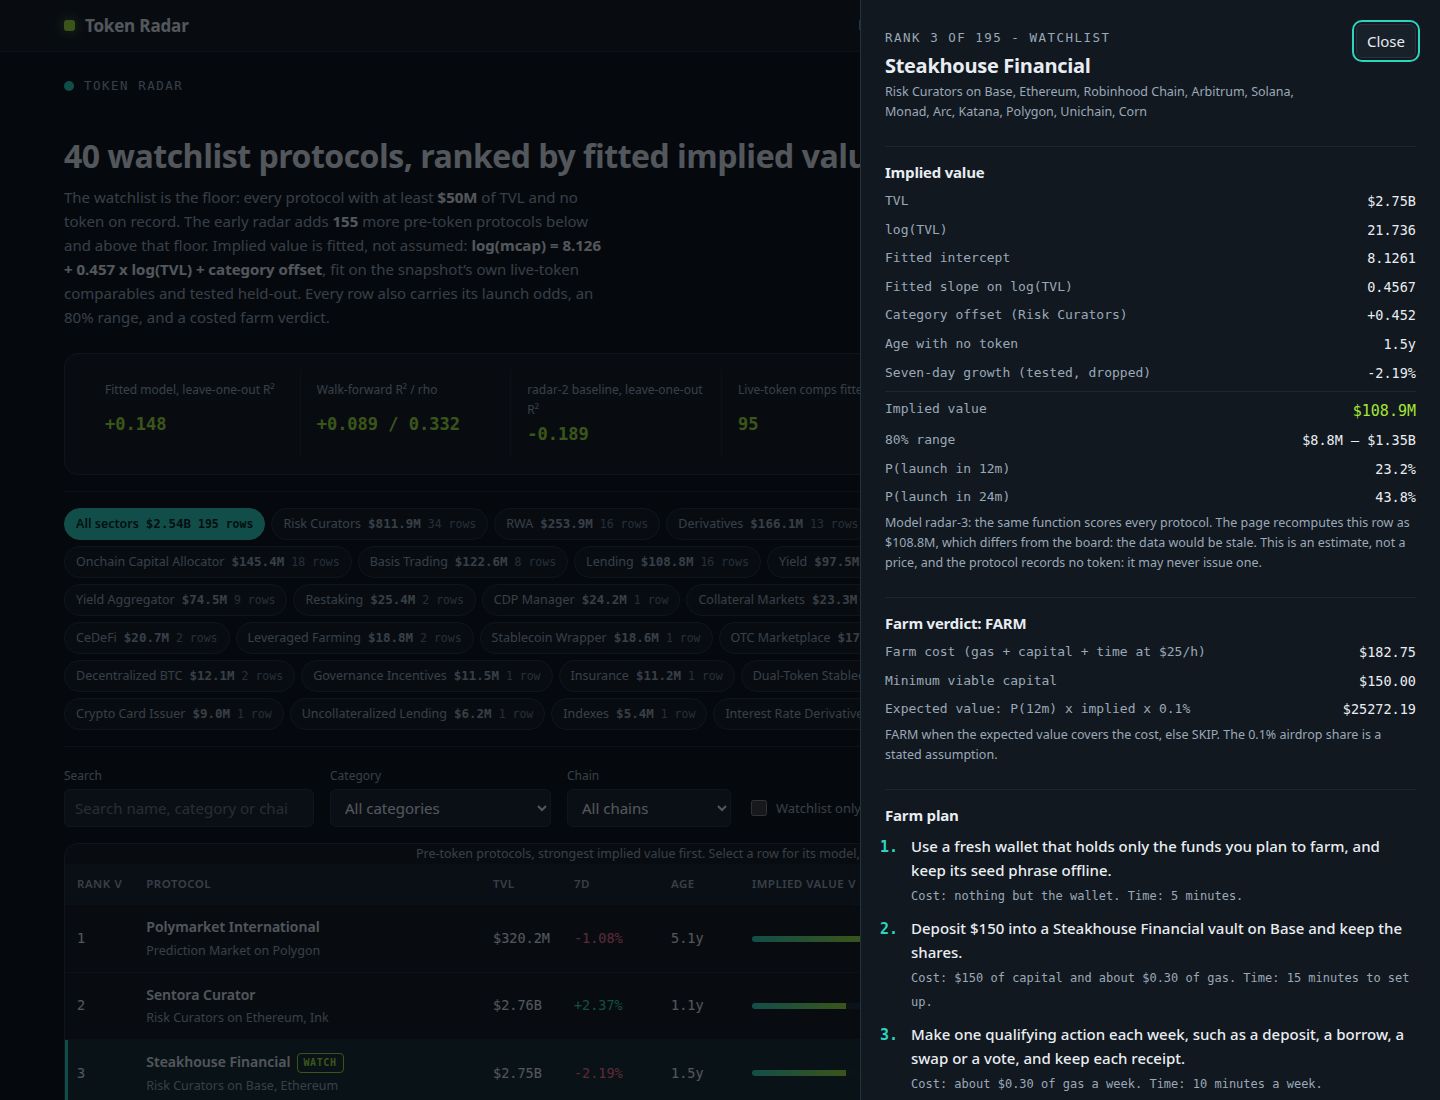 Token Radar
TOKEN RADAR
40 watchlist protocols, ranked by fitted implied valu
The watchlist is the floor: every protocol with at least $50M of TVL and no
token on record. The early radar adds 155 more pre-token protocols below
and above that floor. Implied value is fitted, not assumed: log(mcap) = 8.126
+ 0.457 x log(TVL) + category offset, fit on the snapshot's own live-token
comparables and tested held-out. Every row also carries its launch odds, an
80% range, and a costed farm verdict.
Fitted model, leave-one-out R²
+0.148
Walk-forward R² / rho
+0.089 / 0.332
radar-2 baseline, leave-one-out
R²
-0.189
Live-token comps fitte
95
All sectors $2.54B 195 rows
Risk Curators $811.9M 34 rows
RWA $253.9M 16 rows
Derivatives $166.1M 13 rows
Onchain Capital Allocator $145.4M 18 rows
Basis Trading $122.6M 8 rows
Lending $108.8M 16 rows
Yield $97.5M
Yield Aggregator $74.5M 9 rows
Restaking $25.4M 2 rows
CDP Manager $24.2M 1 row
Collateral Markets $23.3M
CeDeFi $20.7M 2 rows
Leveraged Farming $18.8M 2 rows
Stablecoin Wrapper $18.6M 1 row
OTC Marketplace $17
Decentralized BTC $12.1M 2 rows
Governance Incentives $11.5M 1 row
Insurance $11.2M 1 row
Dual-Token Stablec
Crypto Card Issuer $9.0M 1 row
Uncollateralized Lending $6.2M 1 row
Indexes $5.4M 1 row
Interest Rate Derivative
Search
Category
Chain
Search name, category or chai
All categories
All chains
Watchlist only
Pre-token protocols, strongest implied value first. Select a row for its model,
RANK V PROTOCOL TVL 7D AGE IMPLIED VALUE V
1 Polymarket International $320.2M -1.08% 5.1y
Prediction Market on Polygon
2 Sentora Curator $2.76B +2.37% 1.1y
Risk Curators on Ethereum, Ink
3 Steakhouse Financial WATCH $2.75B -2.19% 1.5y
Risk Curators on Base, Ethereum
RANK 3 OF 195 - WATCHLIST
Close
Steakhouse Financial
Risk Curators on Base, Ethereum, Robinhood Chain, Arbitrum, Solana,
Monad, Arc, Katana, Polygon, Unichain, Corn
Implied value
TVL $2.75B
log(TVL) 21.736
Fitted intercept 8.1261
Fitted slope on log(TVL) 0.4567
Category offset (Risk Curators) +0.452
Age with no token 1.5y
Seven-day growth (tested, dropped) -2.19%
Implied value $108.9M
80% range $8.8M — $1.35B
P(launch in 12m) 23.2%
P(launch in 24m) 43.8%
Model radar-3: the same function scores every protocol. The page recomputes this row as
$108.8M, which differs from the board: the data would be stale. This is an estimate, not a
price, and the protocol records no token: it may never issue one.
Farm verdict: FARM
Farm cost (gas + capital + time at $25/h) $182.75
Minimum viable capital $150.00
Expected value: P(12m) x implied x 0.1% $25272.19
FARM when the expected value covers the cost, else SKIP. The 0.1% airdrop share is a
stated assumption.
Farm plan
1. Use a fresh wallet that holds only the funds you plan to farm, and
keep its seed phrase offline.
Cost: nothing but the wallet. Time: 5 minutes.
2. Deposit $150 into a Steakhouse Financial vault on Base and keep the
shares.
Cost: $150 of capital and about $0.30 of gas. Time: 15 minutes to set
up.
3. Make one qualifying action each week, such as a deposit, a borrow, a
swap or a vote, and keep each receipt.
Cost: about $0.30 of gas a week. Time: 10 minutes a week.